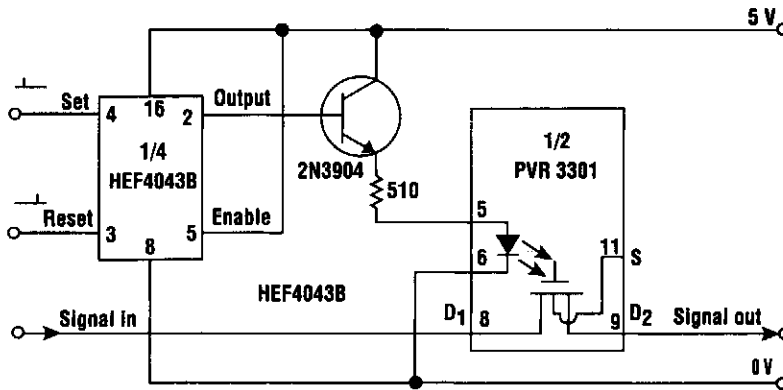 5 V
Set
4
16
2
Output
1/4
HEF4043B
2N3904
510
1/2
PVR 3301
Reset
3
8
5
Enable
5
6
11
S
HEF4043B
Signal in
D1
8
9
D2
Signal out
0 V